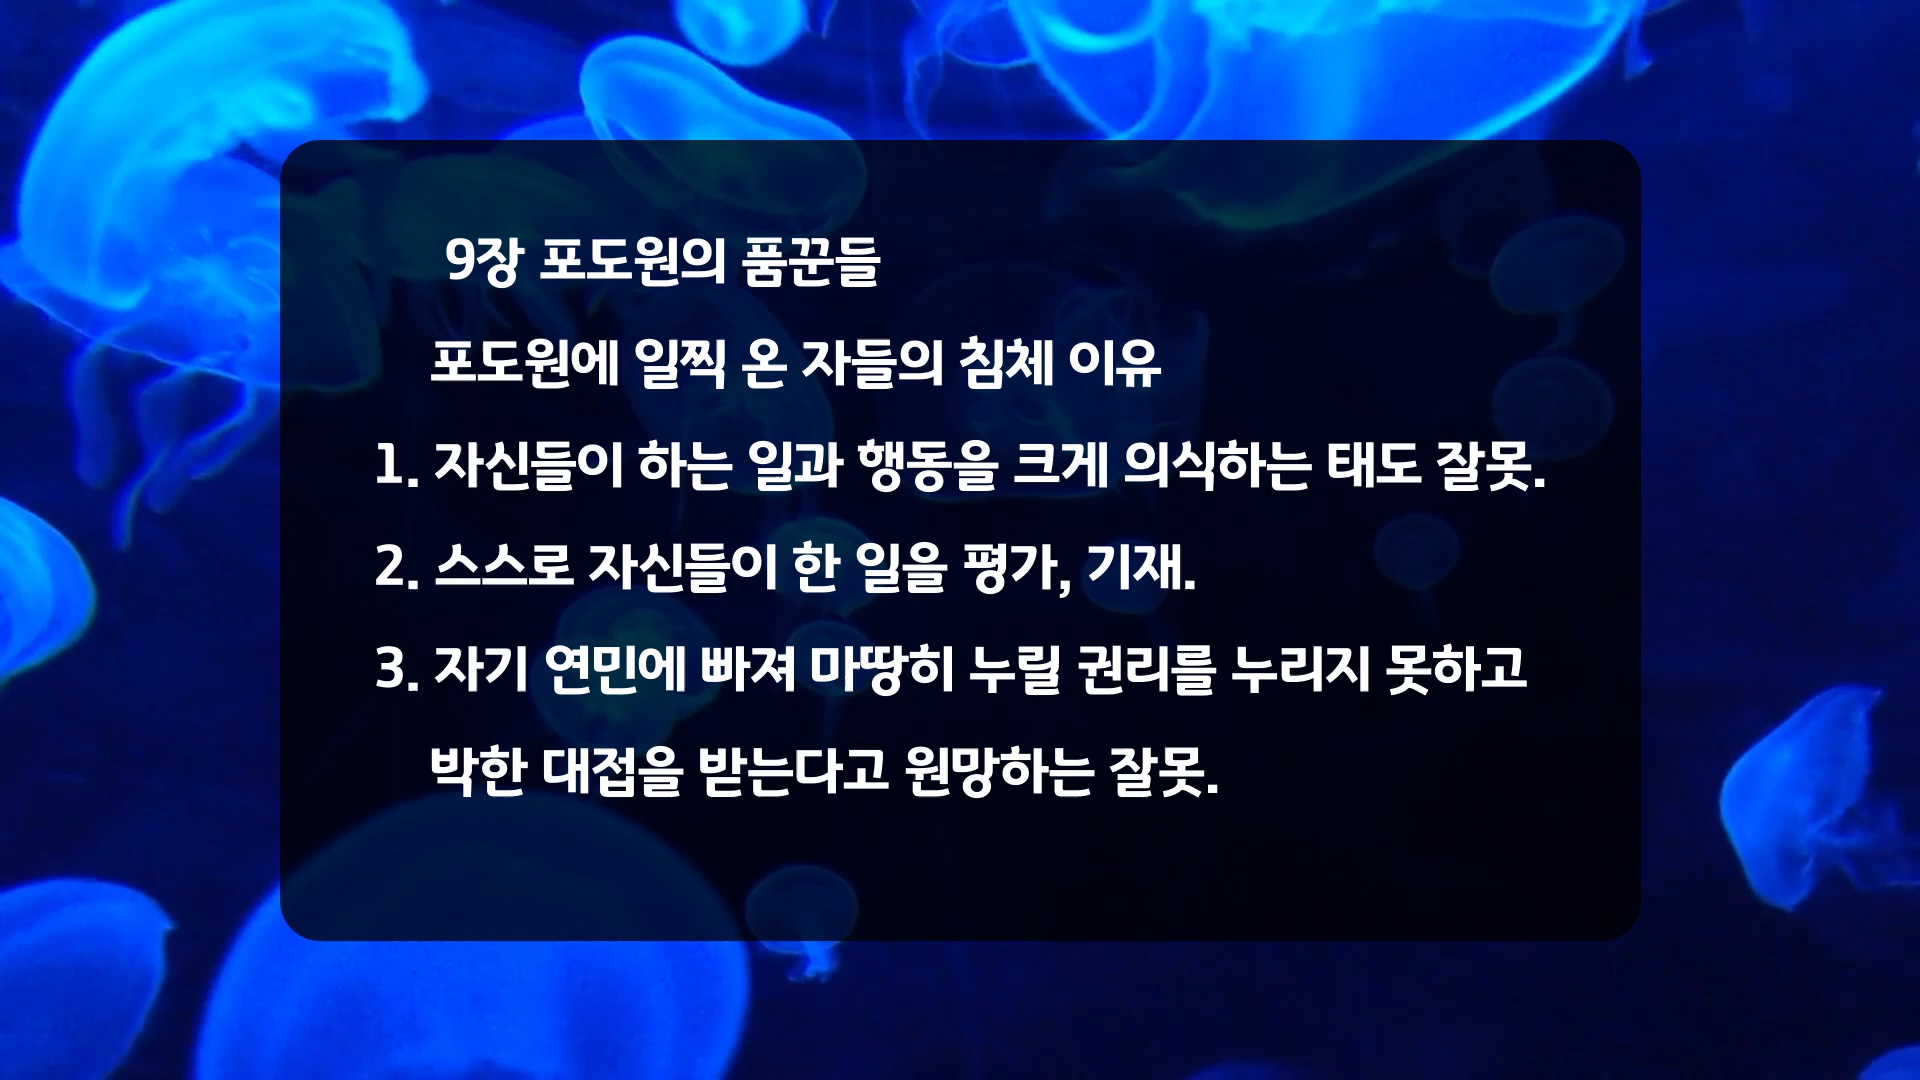 9장 포도원의 품꾼들
포도원에 일찍 온 자들의 침체 이유
1. 자신들이 하는 일과 행동을 크게 의식하는 태도 잘못.
2. 스스로 자신들이 한 일을 평가, 기재.
3. 자기 연민에 빠져 마땅히 누릴 권리를 누리지 못하고
박한 대접을 받는다고 원망하는 잘못.